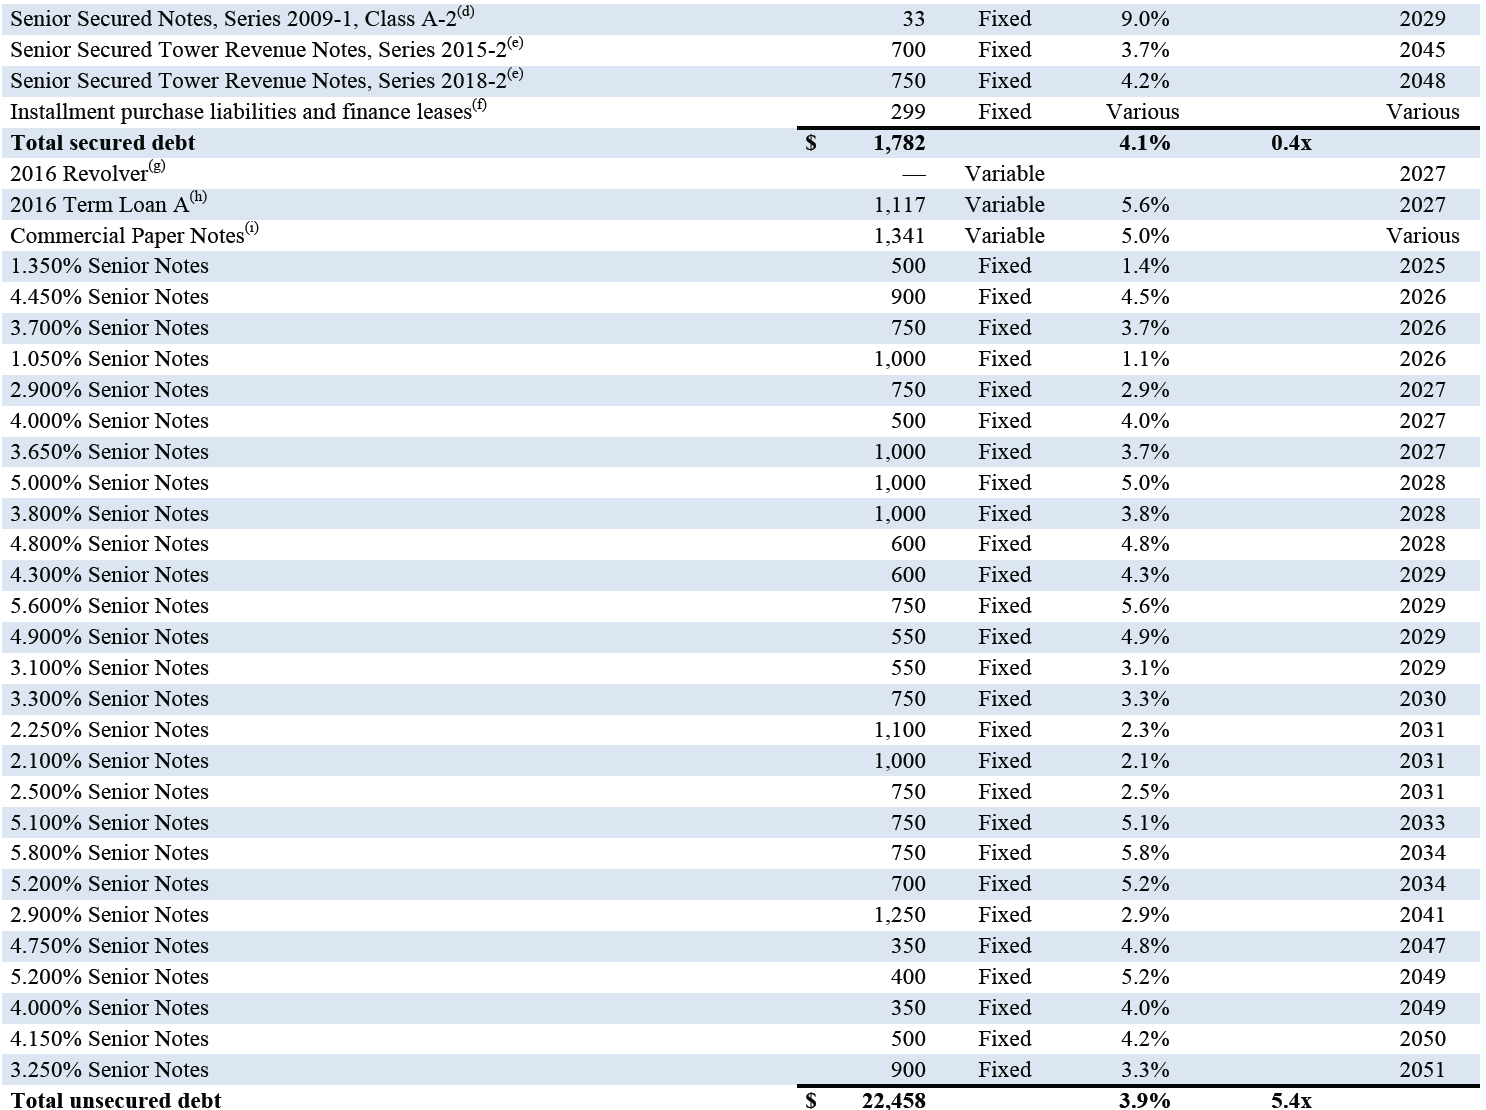 Senior Secured Notes, Series 2009-1, Class A-2(d) 33 Fixed 9.0% 2029
Senior Secured Tower Revenue Notes, Series 2015-2(e) 700 Fixed 3.7% 2045
Senior Secured Tower Revenue Notes, Series 2018-2(e) 750 Fixed 4.2% 2048
Installment purchase liabilities and finance leases(f) 299 Fixed Various Various
Total secured debt $ 1,782 4.1% 0.4x
2016 Revolver(g) — Variable 2027
2016 Term Loan A(h) 1,117 Variable 5.6% 2027
Commercial Paper Notes(i) 1,341 Variable 5.0% Various
1.350% Senior Notes 500 Fixed 1.4% 2025
4.450% Senior Notes 900 Fixed 4.5% 2026
3.700% Senior Notes 750 Fixed 3.7% 2026
1.050% Senior Notes 1,000 Fixed 1.1% 2026
2.900% Senior Notes 750 Fixed 2.9% 2027
4.000% Senior Notes 500 Fixed 4.0% 2027
3.650% Senior Notes 1,000 Fixed 3.7% 2027
5.000% Senior Notes 1,000 Fixed 5.0% 2028
3.800% Senior Notes 1,000 Fixed 3.8% 2028
4.800% Senior Notes 600 Fixed 4.8% 2028
4.300% Senior Notes 600 Fixed 4.3% 2029
5.600% Senior Notes 750 Fixed 5.6% 2029
4.900% Senior Notes 550 Fixed 4.9% 2029
3.100% Senior Notes 550 Fixed 3.1% 2029
3.300% Senior Notes 750 Fixed 3.3% 2030
2.250% Senior Notes 1,100 Fixed 2.3% 2031
2.100% Senior Notes 1,000 Fixed 2.1% 2031
2.500% Senior Notes 750 Fixed 2.5% 2031
5.100% Senior Notes 750 Fixed 5.1% 2033
5.800% Senior Notes 750 Fixed 5.8% 2034
5.200% Senior Notes 700 Fixed 5.2% 2034
2.900% Senior Notes 1,250 Fixed 2.9% 2041
4.750% Senior Notes 350 Fixed 4.8% 2047
5.200% Senior Notes 400 Fixed 5.2% 2049
4.000% Senior Notes 350 Fixed 4.0% 2049
4.150% Senior Notes 500 Fixed 4.2% 2050
3.250% Senior Notes 900 Fixed 3.3% 2051
Total unsecured debt $ 22,458 3.9% 5.4x